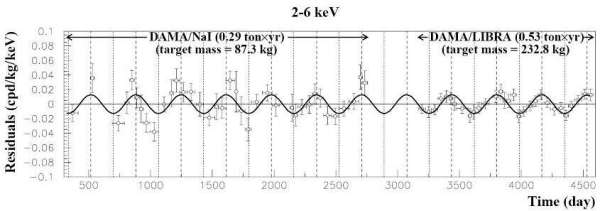 2-6 keV
DAMA/NaI (0.29 ton×yr)
(target mass = 87.3 kg)
DAMA/LIBRA (0.53 ton×yr)
(target mass = 232.8 kg)
Residuals (cpd/kg/keV)
0.1
0.08
0.06
0.04
0.02
0
-0.02
-0.04
-0.06
-0.08
-0.1
500 1000 1500 2000 2500 3000 3500 4000 4500
Time (day)